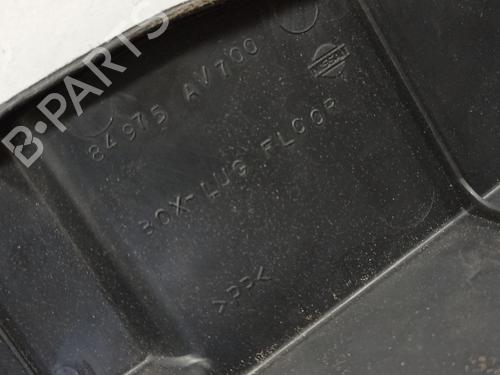 B-PARTS
84975 AV700
NISSAN
BOX-LUG FLOOR
>PP<